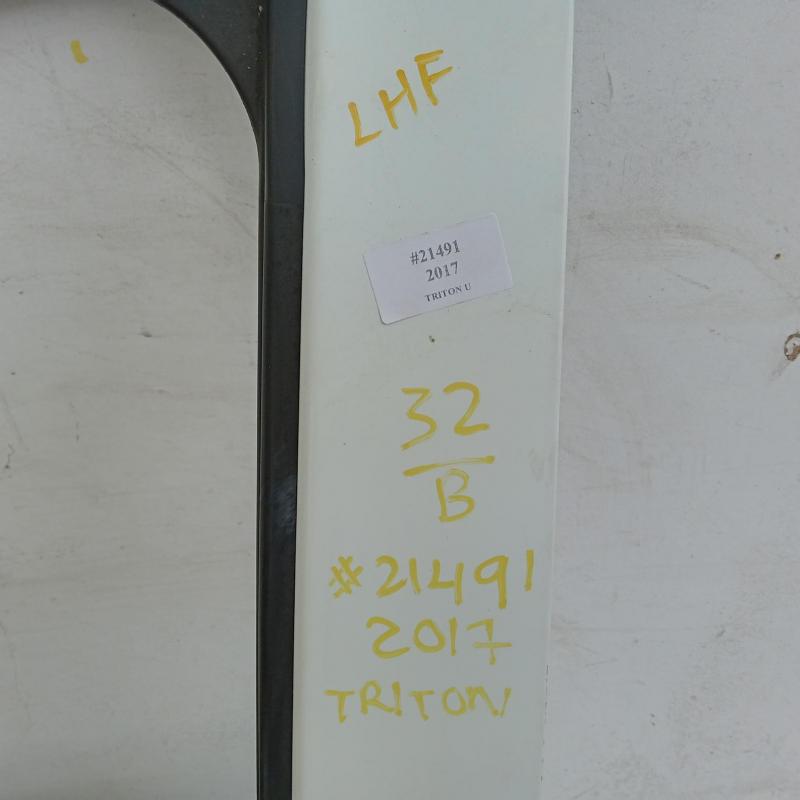 LHF
#21491
2017
TRITON U
32
B
#21491
2017
TRITON